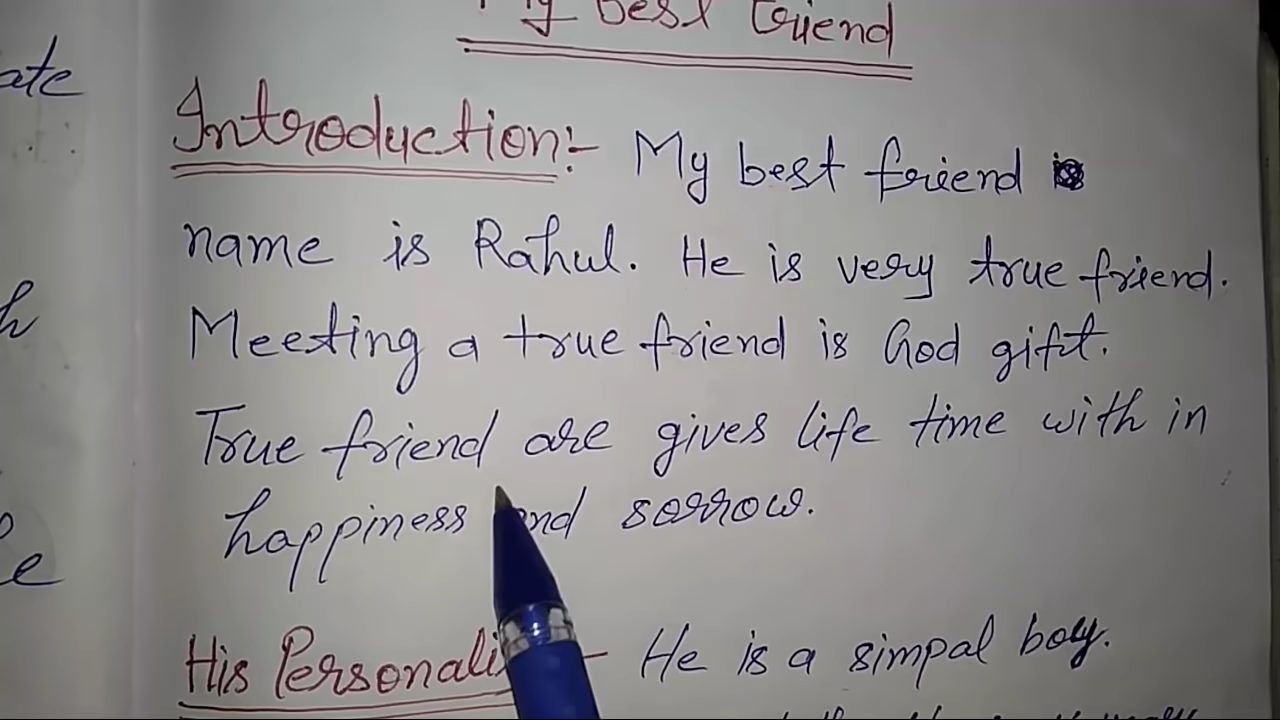 My best friend
ate
Introduction:- My best friend
name is Rahul. He is very true friend.
h
Meeting a true friend is God gift.
True friend are gives life time with in
happiness and sorrow.
e
His Personali - He is a simpal boy.